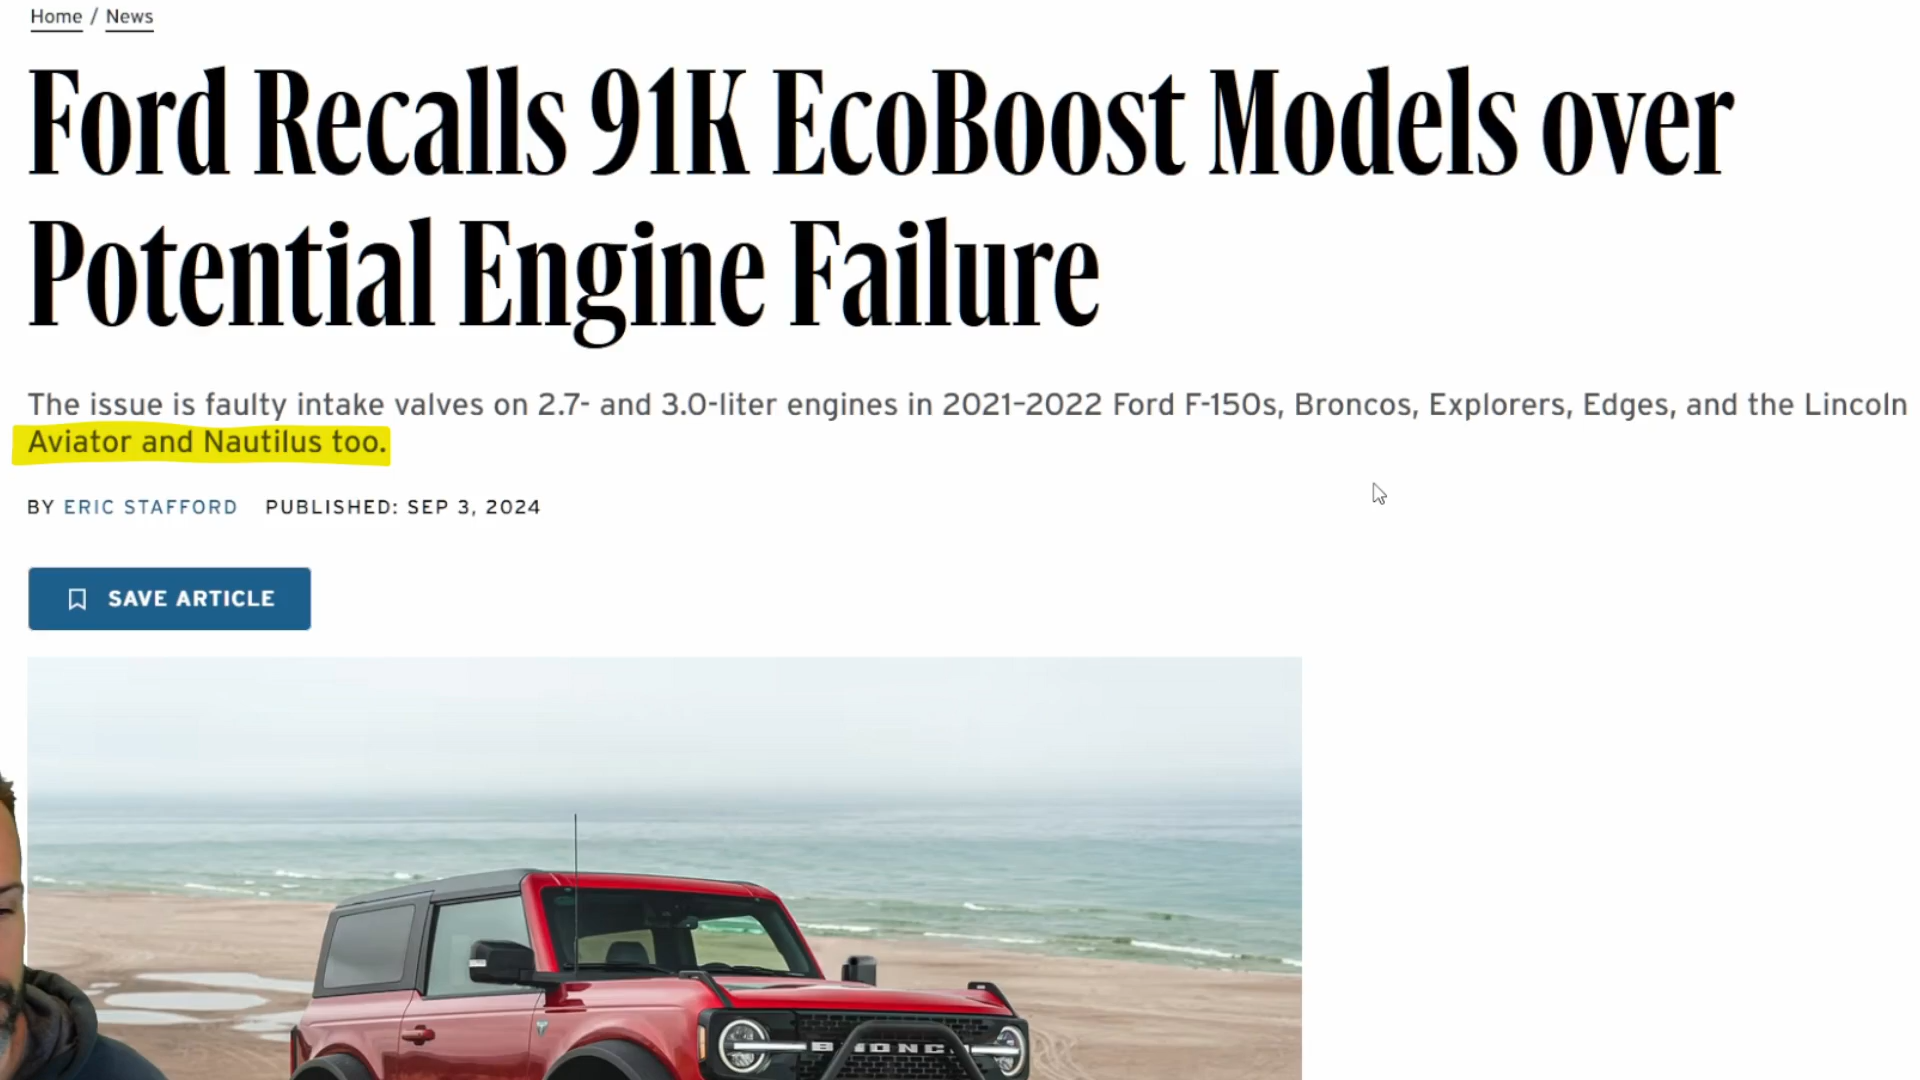 Home / News
Ford Recalls 91K EcoBoost Models over
Potential Engine Failure
The issue is faulty intake valves on 2.7- and 3.0-liter engines in 2021–2022 Ford F-150s, Broncos, Explorers, Edges, and the Lincoln
Aviator and Nautilus too.
BY ERIC STAFFORD PUBLISHED: SEP 3, 2024
SAVE ARTICLE
BRONCO